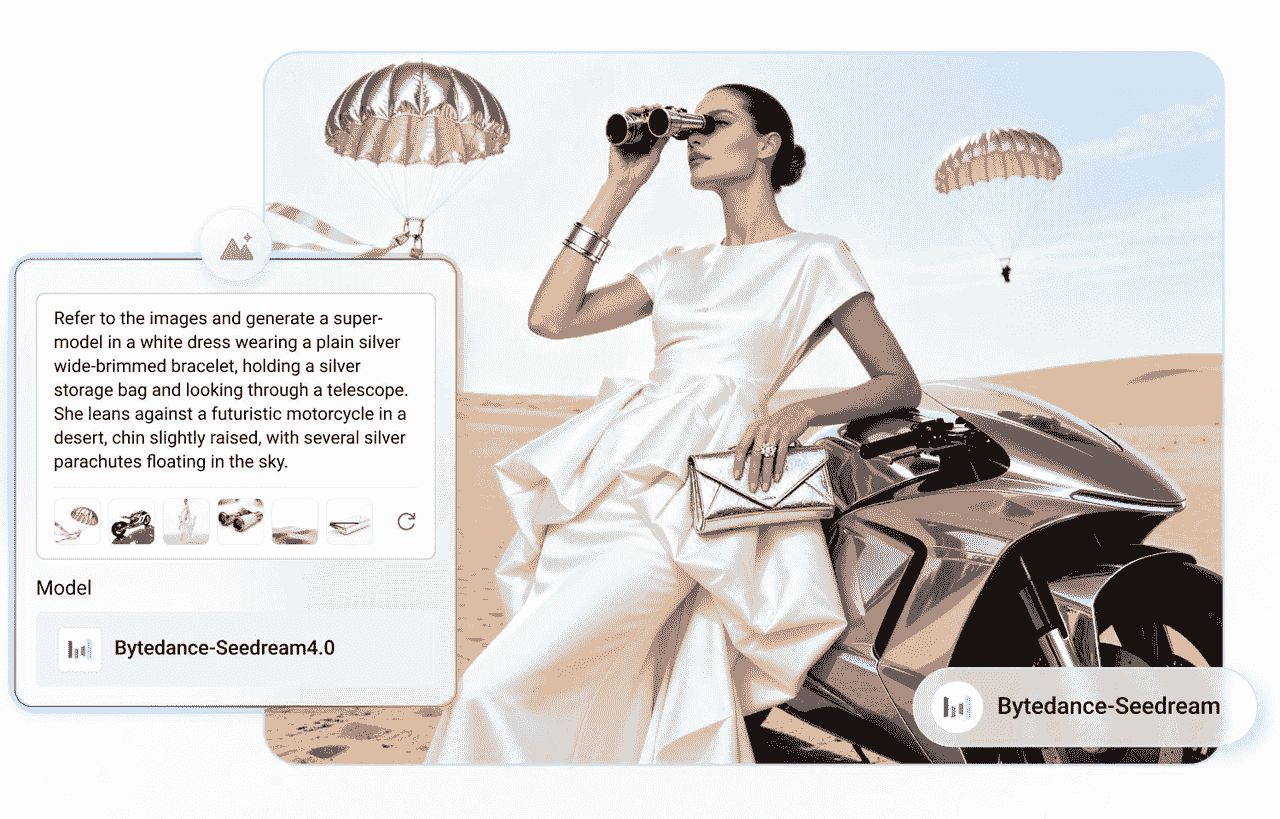 Refer to the images and generate a super-
model in a white dress wearing a plain silver
wide-brimmed bracelet, holding a silver
storage bag and looking through a telescope.
She leans against a futuristic motorcycle in a
desert, chin slightly raised, with several silver
parachutes floating in the sky.
Model
Bytedance-Seedream4.0
Bytedance-Seedream